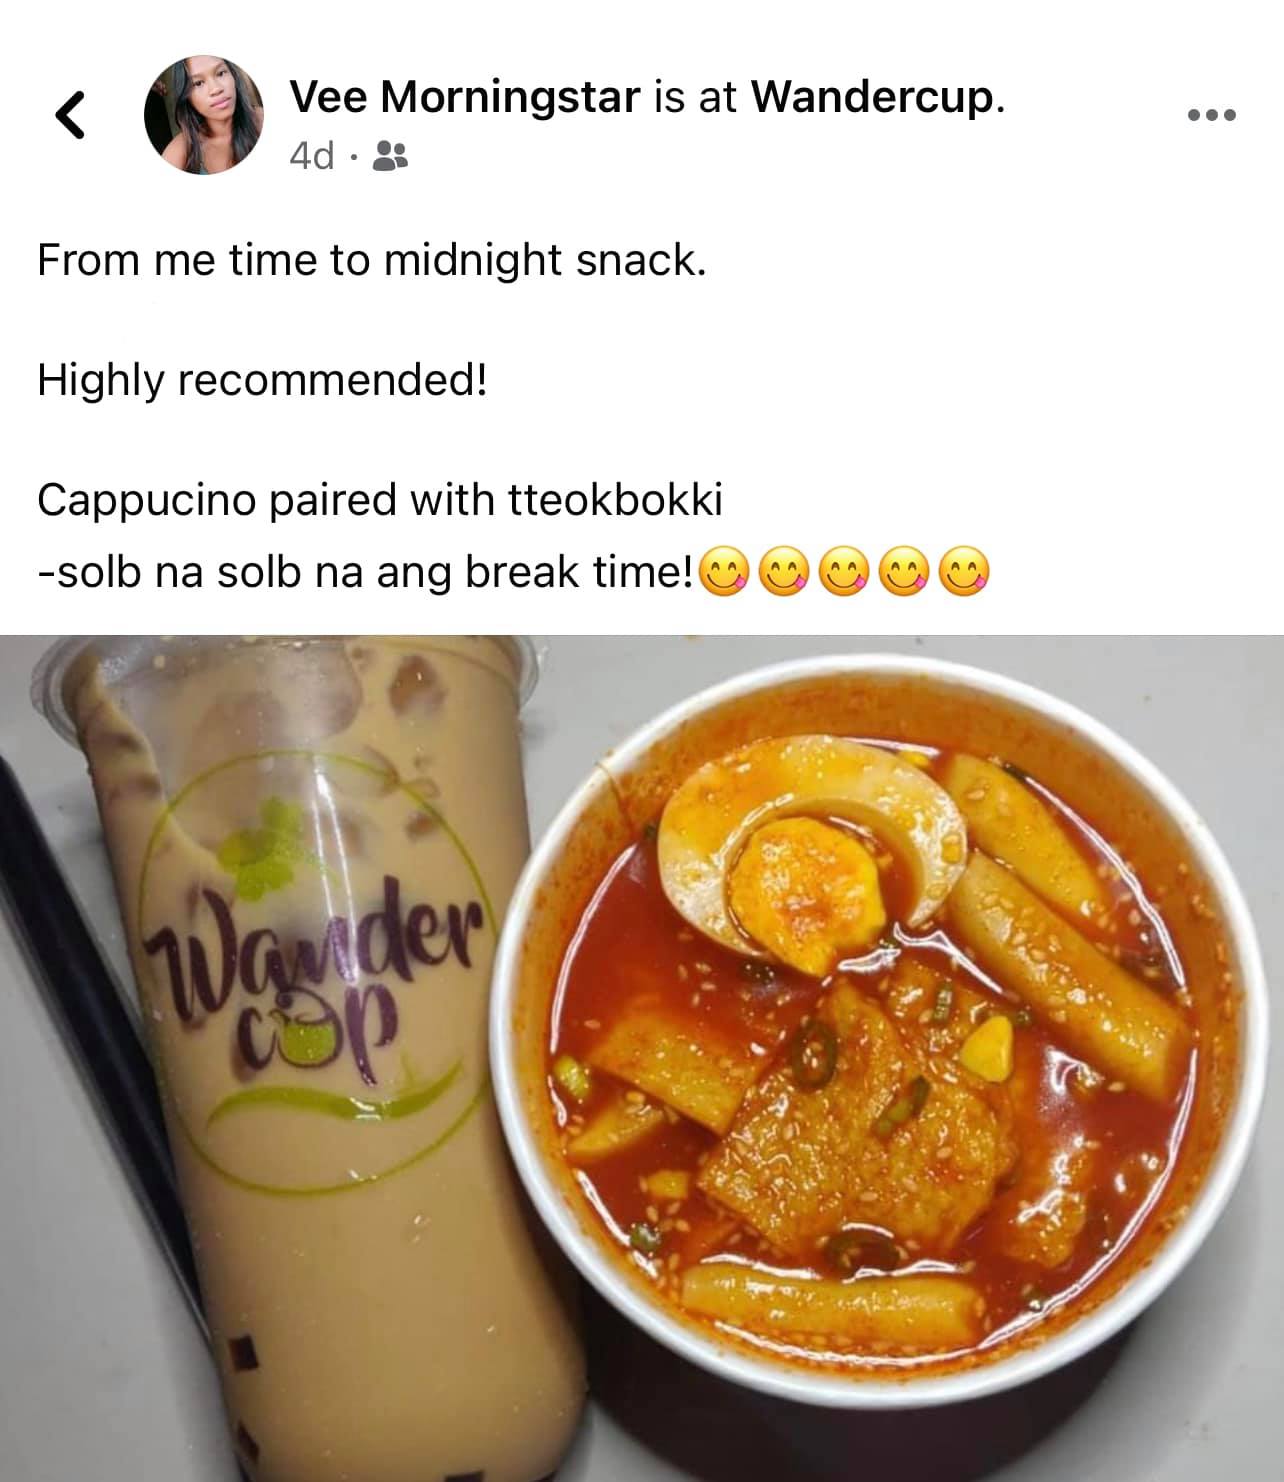 Vee Morningstar is at Wandercup.
4d
From me time to midnight snack.
Highly recommended!
Cappucino paired with tteokbokki
-solb na solb na ang break time!😋😋😋😋😋
Wander
cup